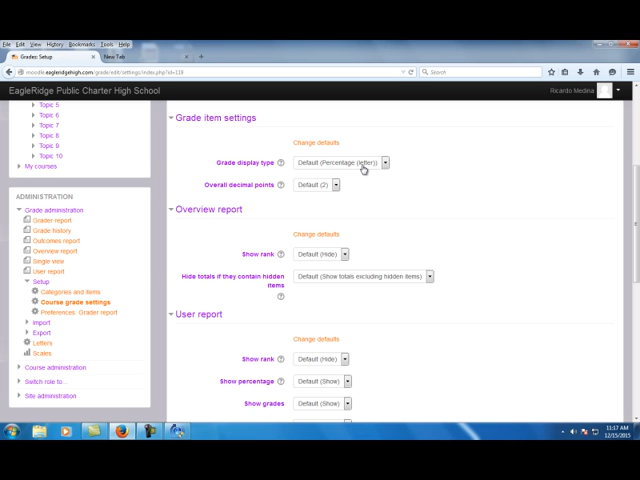 File Edit View History Bookmarks Tools Help
Grades: Setup × New Tab ×
moodle.eagleridgehigh.com/grade/edit/settings/index.php?id=119 Search
EagleRidge Public Charter High School Ricardo Medina
Topic 5
Topic 6
Topic 7
Topic 8
Topic 9
Topic 10
My courses
ADMINISTRATION
Grade administration
Grader report
Grade history
Outcomes report
Overview report
Single view
User report
Setup
Categories and items
Course grade settings
Preferences: Grader report
Import
Export
Letters
Scales
Course administration
Switch role to...
Site administration
Grade item settings
Change defaults
Grade display type Default (Percentage (letter))
Overall decimal points Default (2)
Overview report
Change defaults
Show rank Default (Hide)
Hide totals if they contain hidden Default (Show totals excluding hidden items)
items
User report
Change defaults
Show rank Default (Hide)
Show percentage Default (Show)
Show grades Default (Show)
11:17 AM
12/15/2015